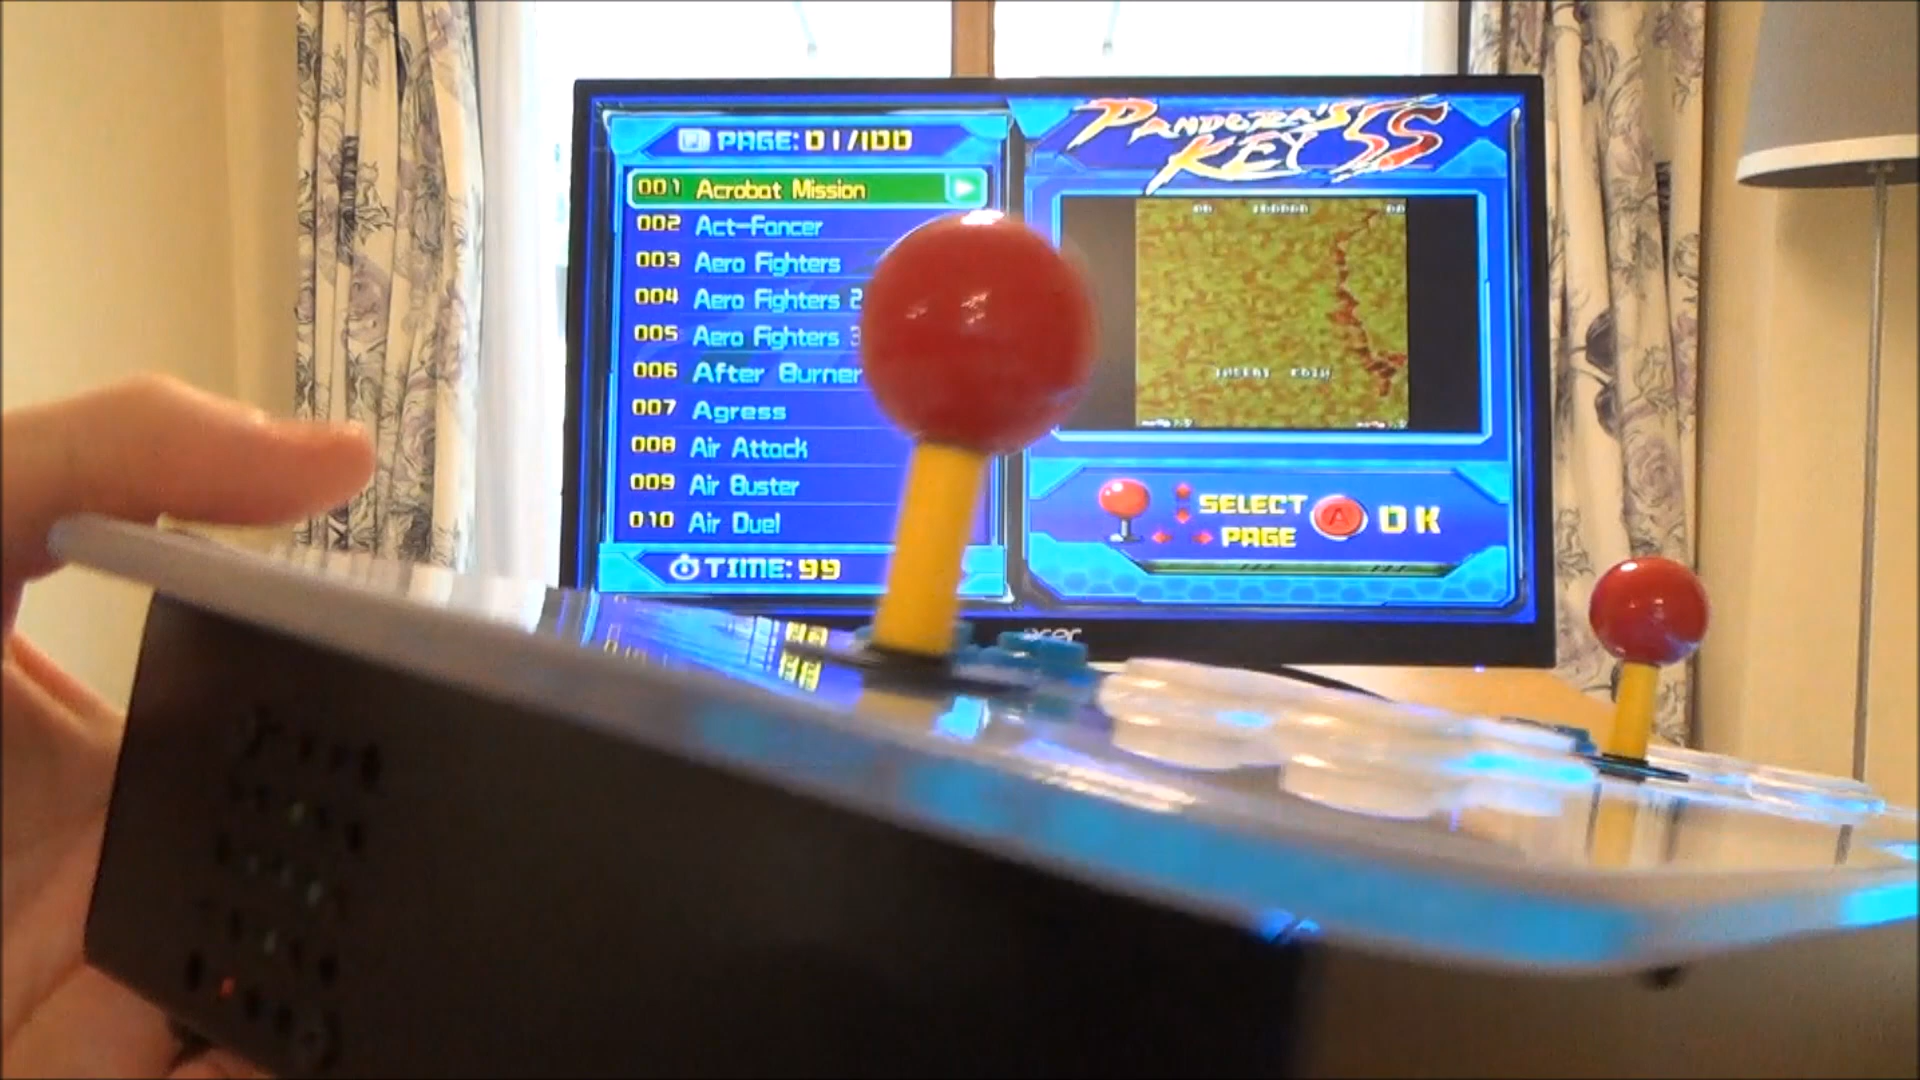 PAGE: 01/100
001 Acrobat Mission
002 Act-Fancer
003 Aero Fighters
004 Aero Fighters 2
005 Aero Fighters 3
006 After Burner
007 Agress
008 Air Attack
009 Air Buster
010 Air Duel
TIME: 99
PANDORA'S
KEY 5S
INSERT COIN
SELECT
PAGE
A OK
acer